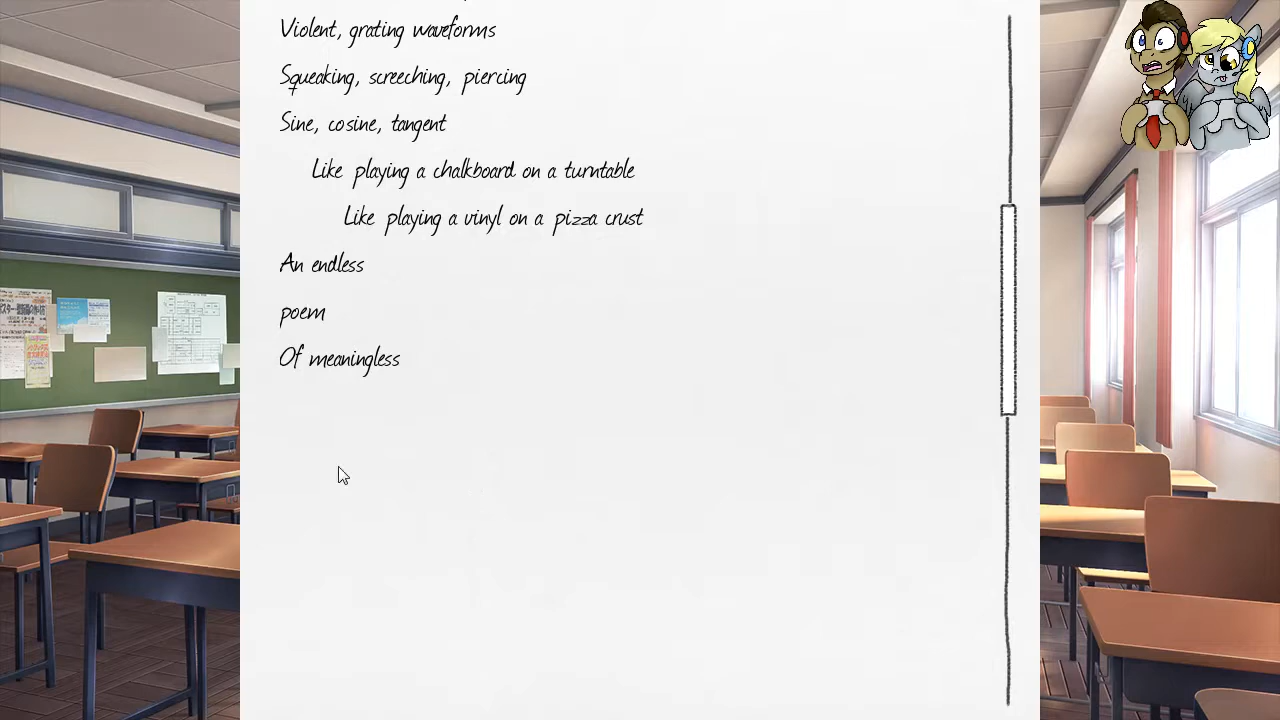 Violent, grating waveforms
Squeaking, screeching, piercing
Sine, cosine, tangent
Like playing a chalkboard on a turntable
Like playing a vinyl on a pizza crust
An endless
poem
Of meaningless